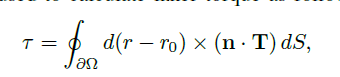 τ = ∮∂Ω d(r − r0) × (n · T) dS,